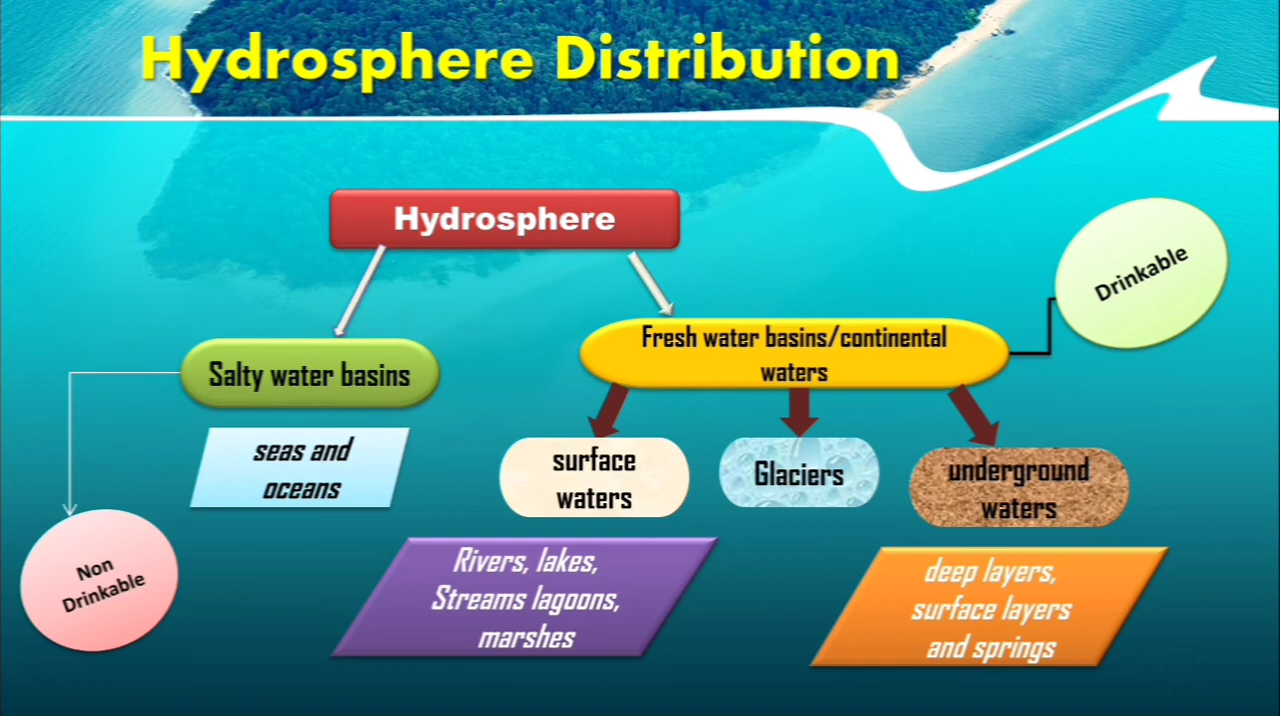 Hydrosphere Distribution
Hydrosphere
Drinkable
Fresh water basins/continental
waters
Salty water basins
seas and
oceans
surface
waters
Glaciers
underground
waters
Non
Drinkable
Rivers, lakes,
Streams lagoons,
marshes
deep layers,
surface layers
and springs